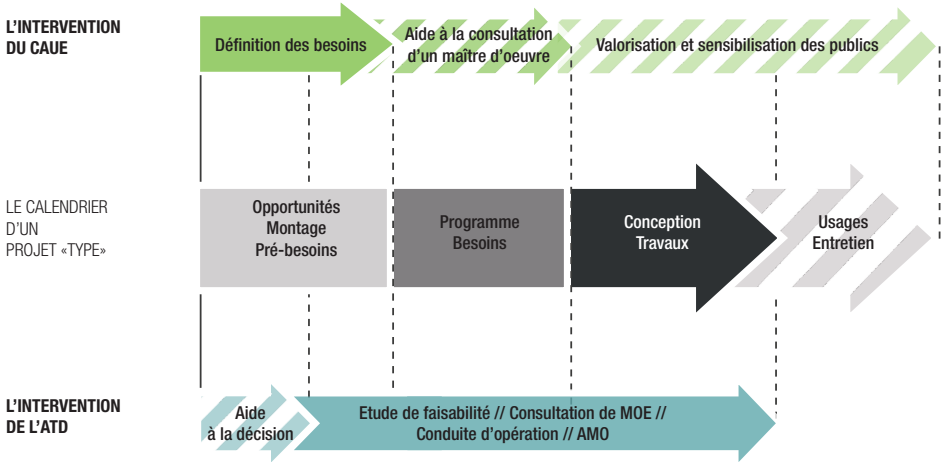 L'INTERVENTION
DU CAUE
Définition des besoins
Aide à la consultation
d'un maître d'oeuvre
Valorisation et sensibilisation des publics
LE CALENDRIER
D'UN
PROJET «TYPE»
Opportunités
Montage
Pré-besoins
Programme
Besoins
Conception
Travaux
Usages
Entretien
L'INTERVENTION
DE L'ATD
Aide
à la décision
Etude de faisabilité // Consultation de MOE //
Conduite d'opération // AMO